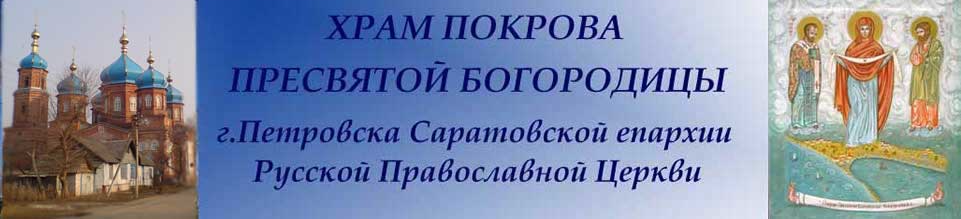 ХРАМ ПОКРОВА
ПРЕСВЯТОЙ БОГОРОДИЦЫ
г.Петровска Саратовской епархии
Русской Православной Церкви